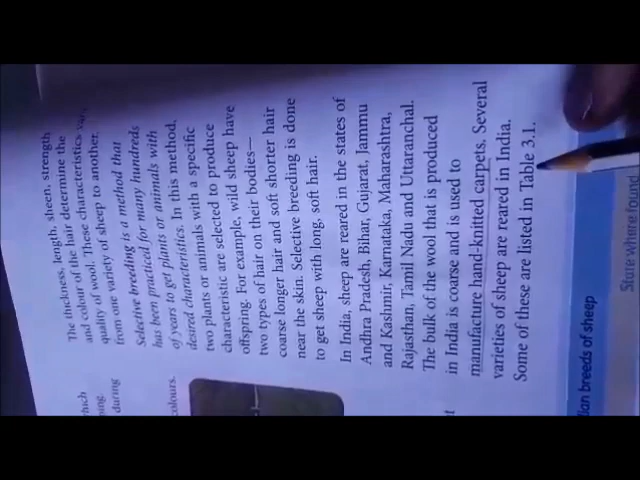 The thickness, length, sheen, strength
and colour of the hair determine the
quality of wool. These characteristics vary
from one variety of sheep to another.
Selective breeding is a method that
has been practiced for many hundreds
of years to get plants or animals with
desired characteristics. In this method,
two plants or animals with a specific
characteristic are selected to produce
offspring. For example, wild sheep have
two types of hair on their bodies—
coarse longer hair and soft shorter hair
near the skin. Selective breeding is done
to get sheep with long, soft hair.
In India, sheep are reared in the states of
Andhra Pradesh, Bihar, Gujarat, Jammu
and Kashmir, Karnataka, Maharashtra,
Rajasthan, Tamil Nadu and Uttaranchal.
The bulk of the wool that is produced
in India is coarse and is used to
manufacture hand-knitted carpets. Several
varieties of sheep are reared in India.
Some of these are listed in Table 3.1.
breeds of sheep
State where found
during
colours.